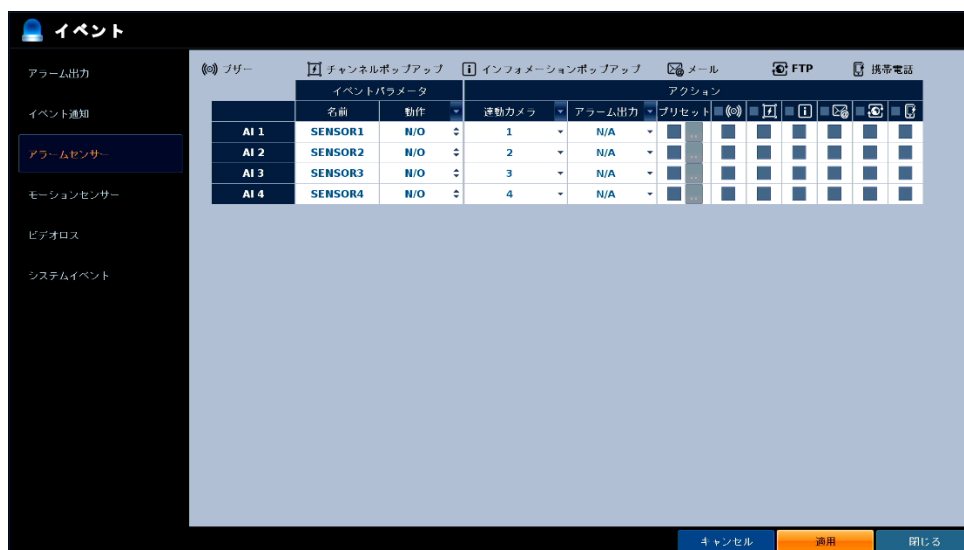 イベント
アラーム出力
イベント通知
アラームセンサー
モーションセンサー
ビデオロス
システムイベント
ブザー チャンネルポップアップ インフォメーションポップアップ メール FTP 携帯電話
イベントパラメータ アクション
名前 動作 連動カメラ アラーム出力 プリセット
AI 1 SENSOR1 N/O 1 N/A ..
AI 2 SENSOR2 N/O 2 N/A ..
AI 3 SENSOR3 N/O 3 N/A ..
AI 4 SENSOR4 N/O 4 N/A ..
キャンセル 適用 閉じる